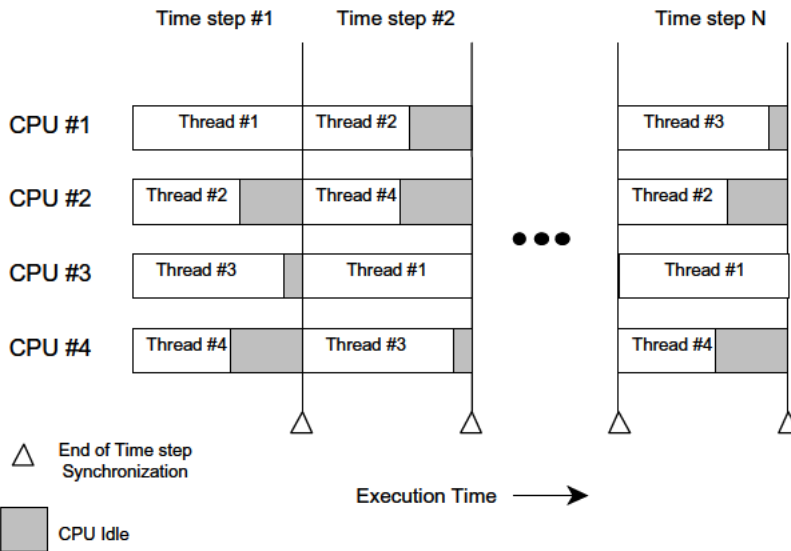 Time step #1 Time step #2 Time step N
CPU #1 Thread #1 Thread #2 Thread #3
CPU #2 Thread #2 Thread #4 Thread #2
CPU #3 Thread #3 Thread #1 Thread #1
CPU #4 Thread #4 Thread #3 Thread #4
End of Time step
Synchronization
Execution Time
CPU Idle